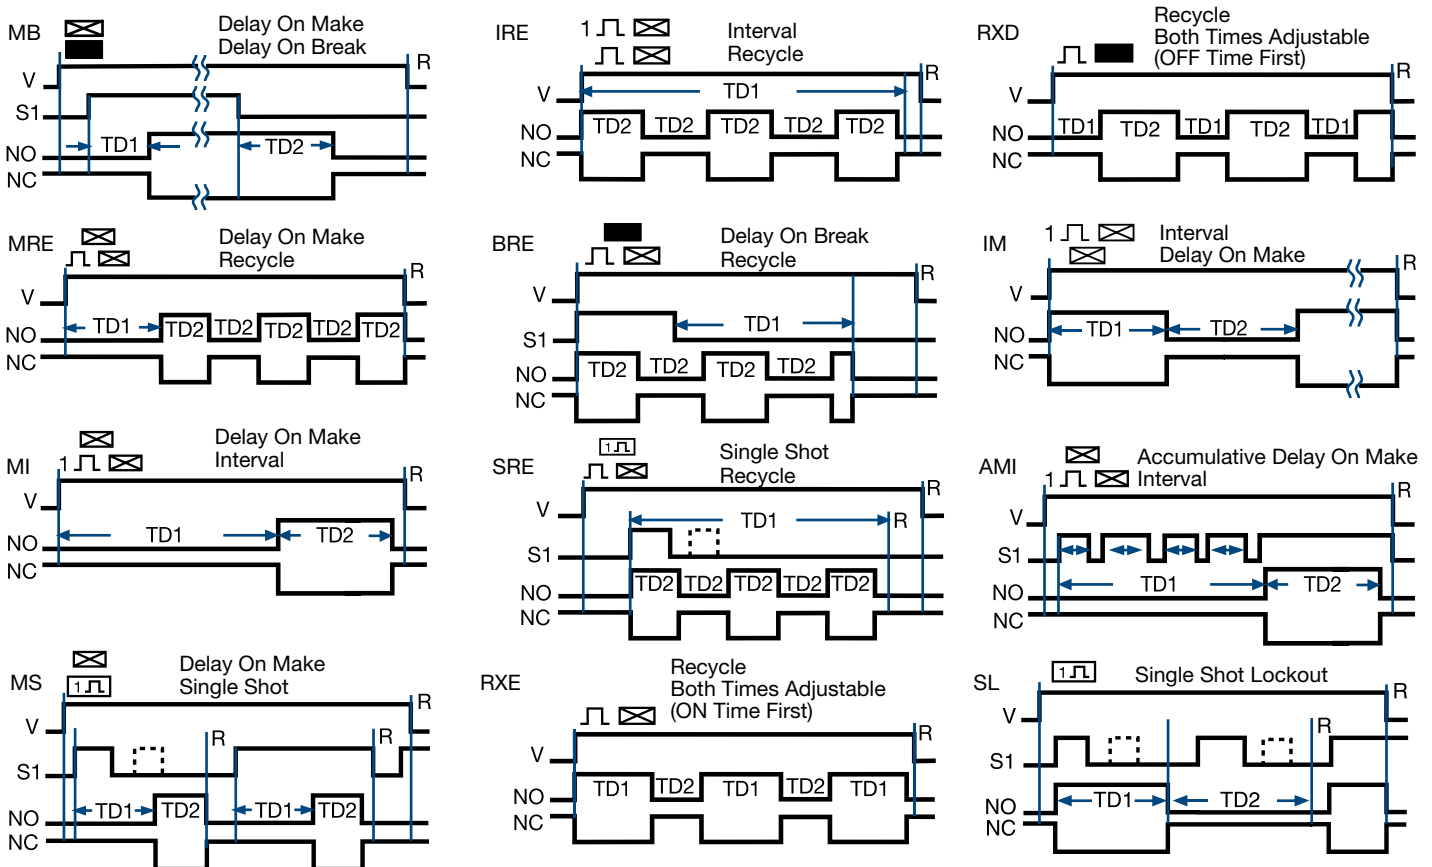 MB
Delay On Make
Delay On Break
R
V
S1
TD1
TD2
NO
NC
MRE
Delay On Make
Recycle
R
V
TD1
TD2
TD2
TD2
TD2
TD2
NO
NC
MI
Delay On Make
1
Interval
R
V
TD1
TD2
NO
NC
MS
Delay On Make
1
Single Shot
R
V
R
R
S1
TD1
TD2
TD1
TD2
NO
NC
IRE
1
Interval
Recycle
R
V
TD1
TD2
TD2
TD2
TD2
TD2
NO
NC
BRE
Delay On Break
Recycle
R
V
TD1
S1
TD2
TD2
TD2
TD2
NO
NC
1
SRE
Single Shot
Recycle
R
V
TD1
R
S1
TD2
TD2
TD2
TD2
TD2
NO
NC
RXE
Recycle
Both Times Adjustable
(ON Time First)
R
V
TD1
TD2
TD1
TD2
TD1
NO
NC
RXD
Recycle
Both Times Adjustable
(OFF Time First)
R
V
TD1
TD2
TD1
TD2
TD1
NO
NC
IM
1
Interval
Delay On Make
R
V
TD1
TD2
NO
NC
AMI
Accumulative Delay On Make
1
Interval
R
V
S1
TD1
TD2
NO
NC
SL
1
Single Shot Lockout
R
V
R
S1
TD1
TD2
NO
NC